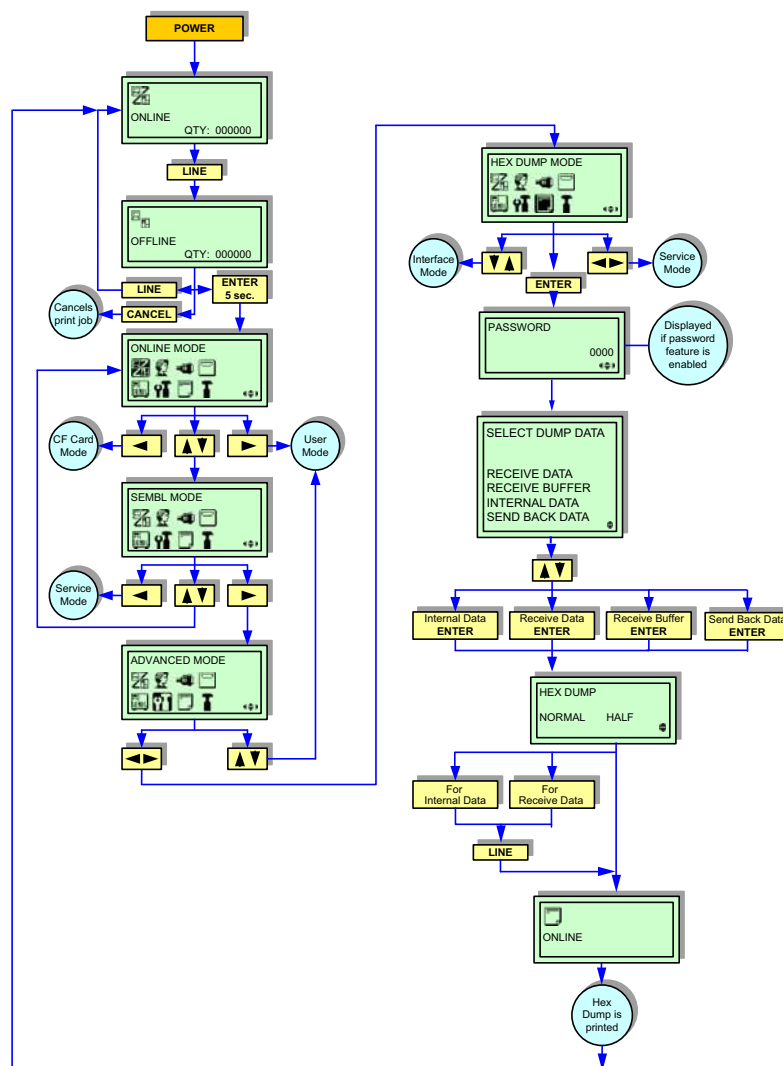 POWER
ONLINE
QTY: 000000
LINE
OFFLINE
QTY: 000000
LINE
ENTER
5 sec.
CANCEL
Cancels
print job
ONLINE MODE
CF Card
Mode
User
Mode
SEMBL MODE
Service
Mode
ADVANCED MODE
HEX DUMP MODE
Interface
Mode
Service
Mode
ENTER
PASSWORD
0000
Displayed
if password
feature is
enabled
SELECT DUMP DATA
RECEIVE DATA
RECEIVE BUFFER
INTERNAL DATA
SEND BACK DATA
Internal Data
ENTER
Receive Data
ENTER
Receive Buffer
ENTER
Send Back Data
ENTER
HEX DUMP
NORMAL HALF
For
Internal Data
For
Receive Data
LINE
ONLINE
Hex
Dump is
printed